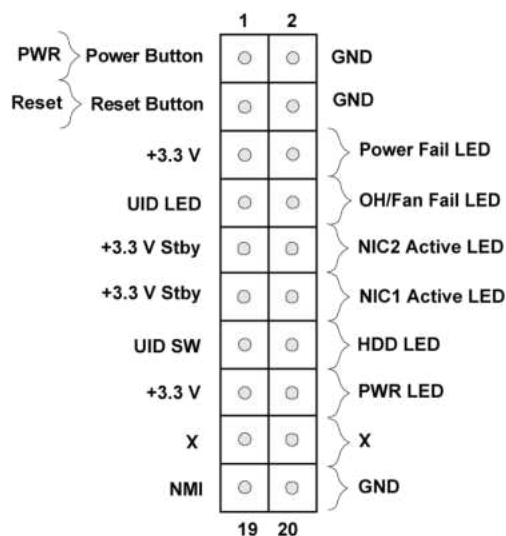 1 2
PWR Power Button GND
Reset Reset Button GND
+3.3 V Power Fail LED
UID LED OH/Fan Fail LED
+3.3 V Stby NIC2 Active LED
+3.3 V Stby NIC1 Active LED
UID SW HDD LED
+3.3 V PWR LED
X X
NMI GND
19 20